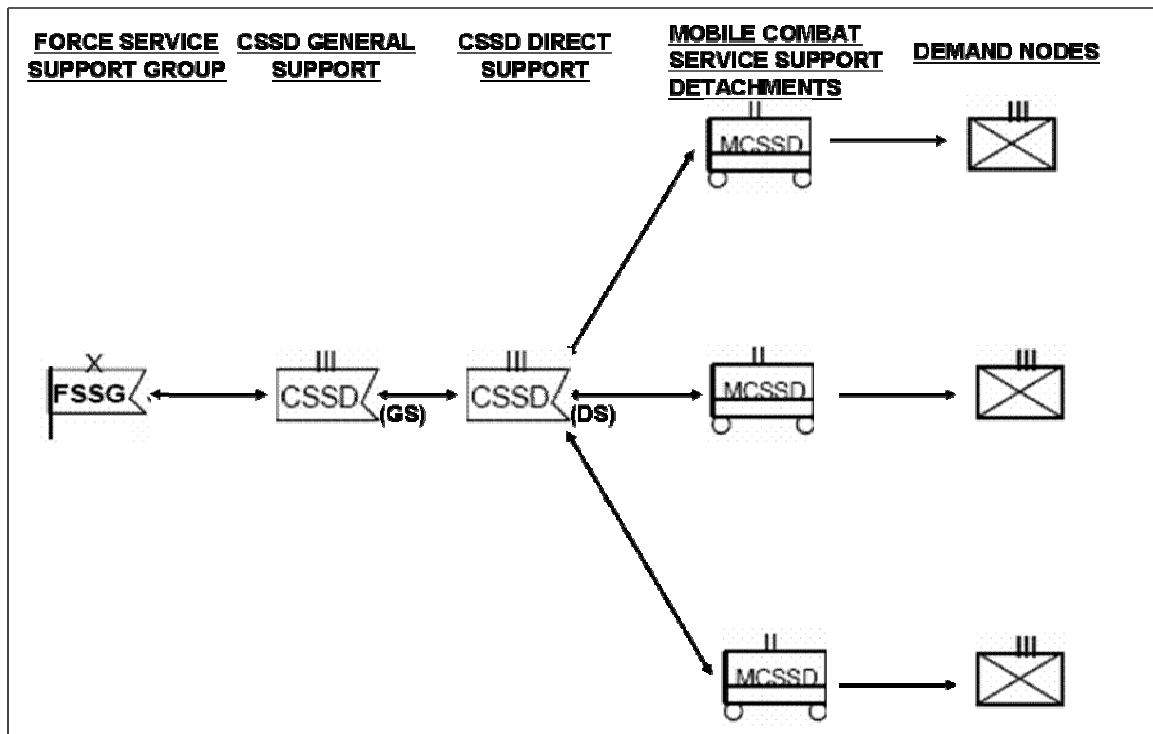 FORCE SERVICE
SUPPORT GROUP
CSSD GENERAL
SUPPORT
CSSD DIRECT
SUPPORT
MOBILE COMBAT
SERVICE SUPPORT
DETACHMENTS
DEMAND NODES
II
MCSSD
III
X
FSSG
III
CSSD
(GS)
III
CSSD
(DS)
II
MCSSD
III
II
MCSSD
III